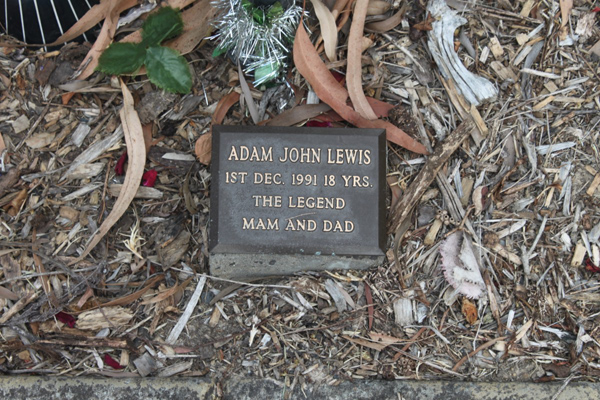 ADAM JOHN LEWIS
1ST DEC. 1991 18 YRS.
THE LEGEND
MAM AND DAD